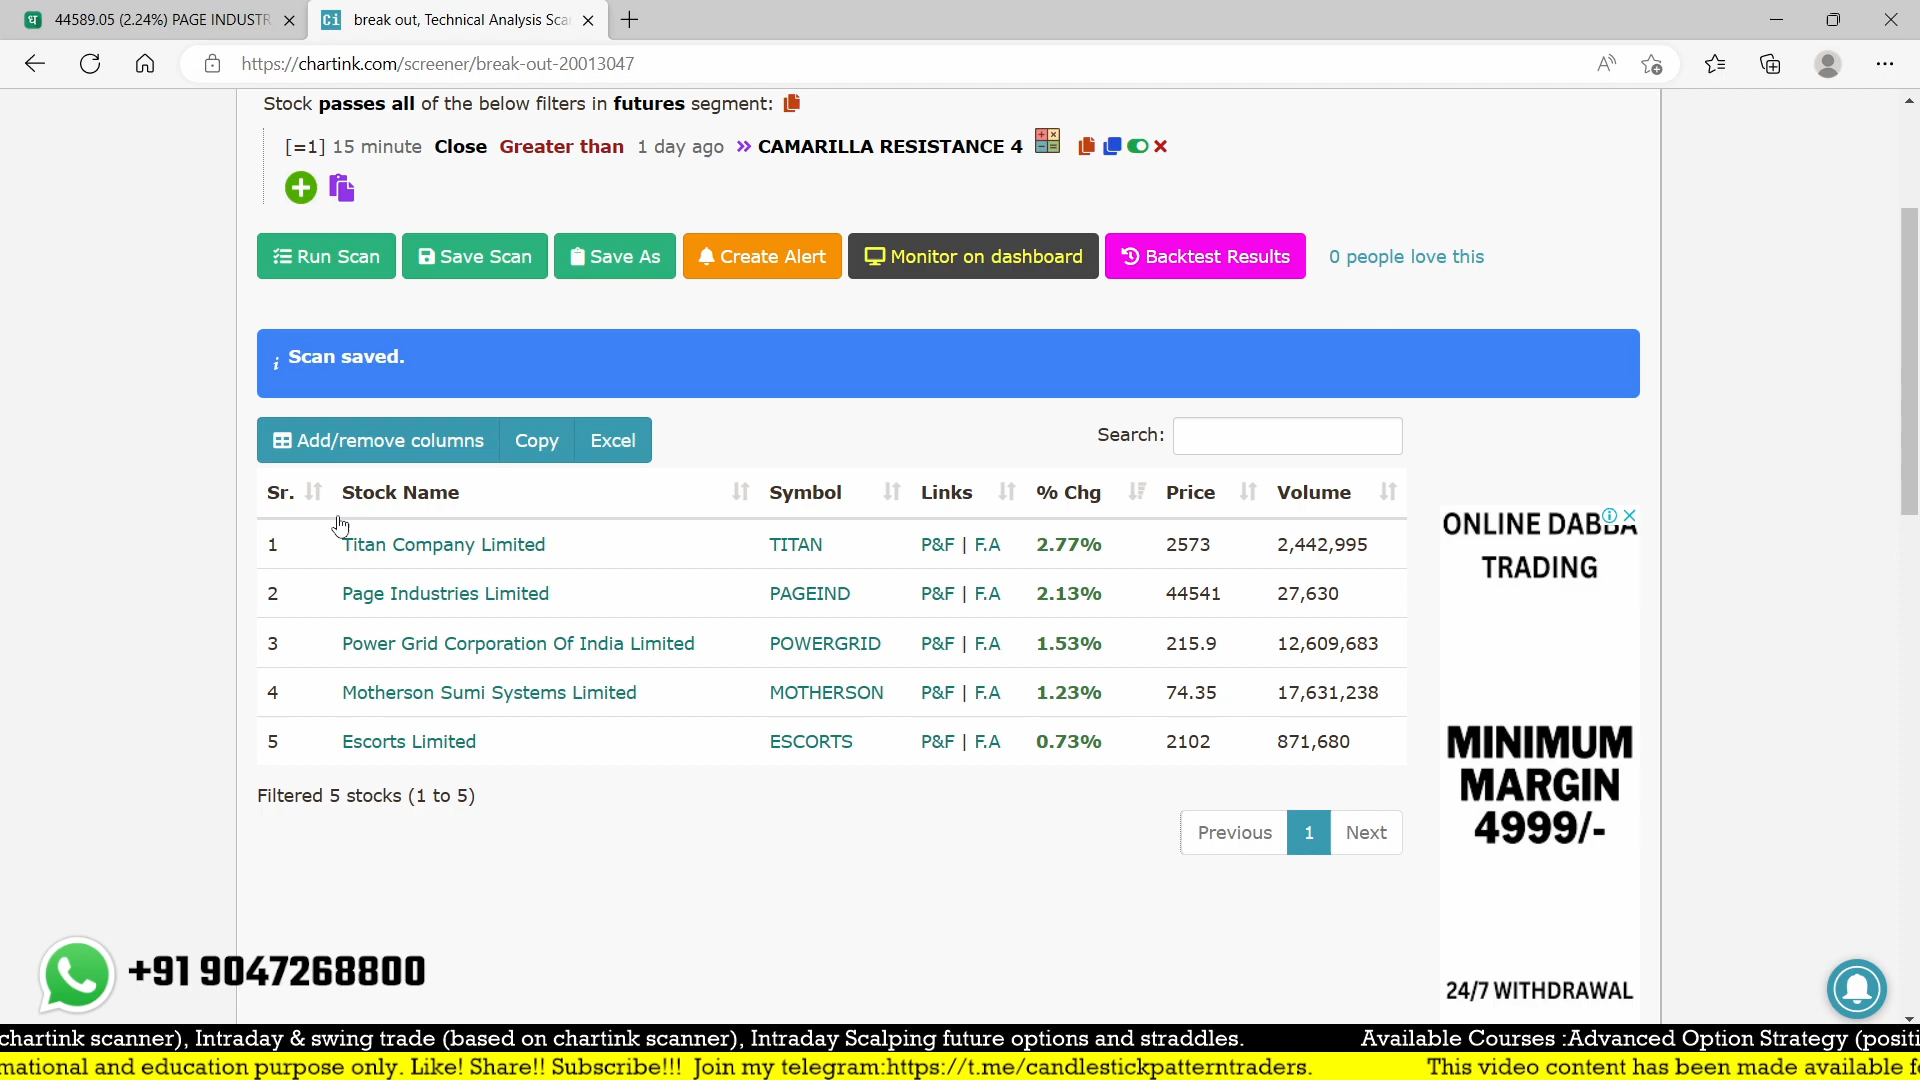 44589.05 (2.24%) PAGE INDUSTR
Ci break out, Technical Analysis Sca
https://chartink.com/screener/break-out-20013047
Stock passes all of the below filters in futures segment:
[=1] 15 minute Close Greater than 1 day ago » CAMARILLA RESISTANCE 4
Run Scan Save Scan Save As Create Alert Monitor on dashboard Backtest Results 0 people love this
i Scan saved.
Add/remove columns Copy Excel Search:
Sr. Stock Name Symbol Links % Chg Price Volume
1 Titan Company Limited TITAN P&F | F.A 2.77% 2573 2,442,995
2 Page Industries Limited PAGEIND P&F | F.A 2.13% 44541 27,630
3 Power Grid Corporation Of India Limited POWERGRID P&F | F.A 1.53% 215.9 12,609,683
4 Motherson Sumi Systems Limited MOTHERSON P&F | F.A 1.23% 74.35 17,631,238
5 Escorts Limited ESCORTS P&F | F.A 0.73% 2102 871,680
Filtered 5 stocks (1 to 5)
Previous 1 Next
ONLINE DABBA
TRADING
MINIMUM
MARGIN
4999/-
24/7 WITHDRAWAL
+91 9047268800
chartink scanner), Intraday & swing trade (based on chartink scanner), Intraday Scalping future options and straddles. Available Courses :Advanced Option Strategy (positi
mational and education purpose only. Like! Share!! Subscribe!!! Join my telegram:https://t.me/candlestickpatterntraders. This video content has been made available f